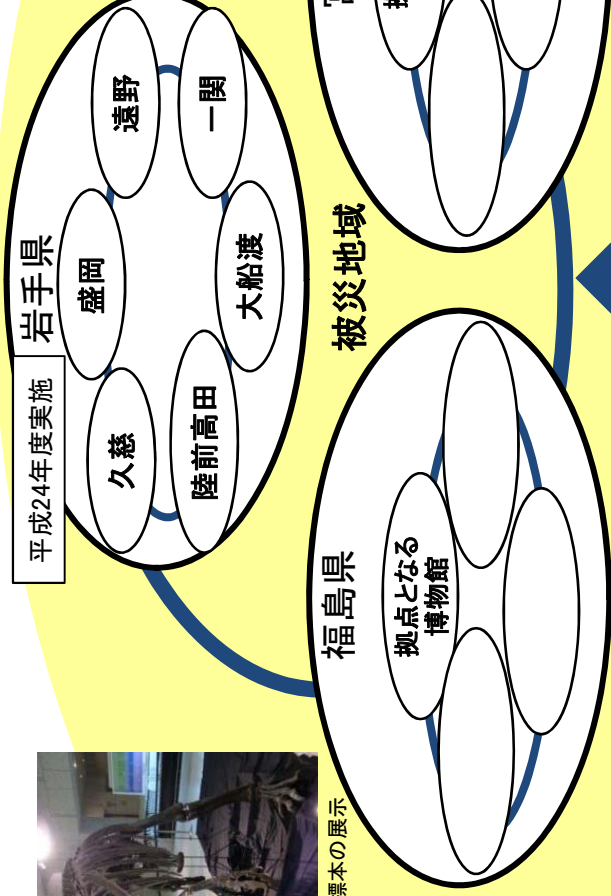 平成24年度実施
岩手県
久慈
盛岡
遠野
陸前高田
大船渡
一関
標本の展示
福島県
被災地域
拠点となる
博物館